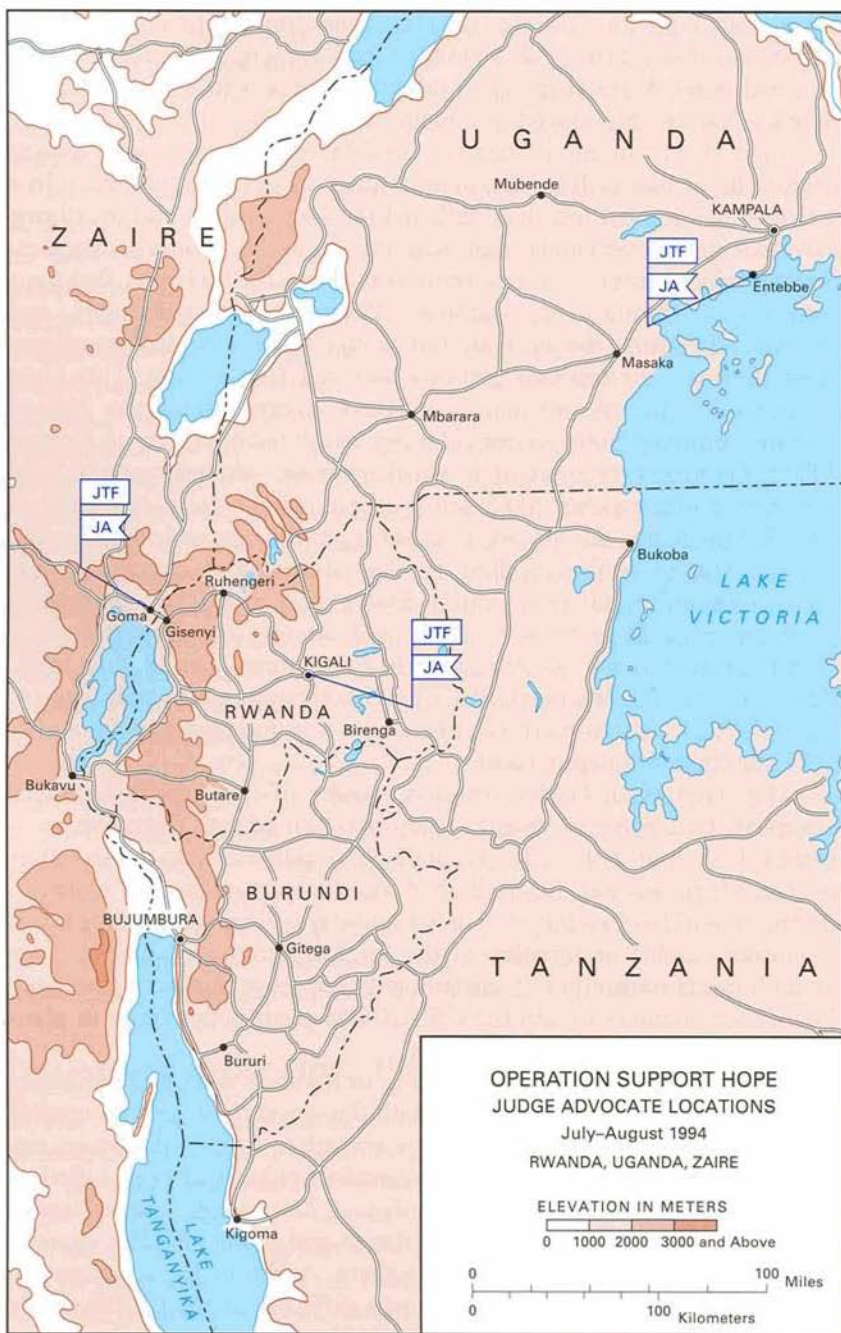 UGANDA
Mubende
KAMPALA
ZAIRE
JTF
JA
Entebbe
Masaka
Mbarara
JTF
JA
Bukoba
Ruhengeri
LAKE
VICTORIA
Goma
Gisenyi
JTF
JA
KIGALI
RWANDA
Birenga
Bukavu
Butare
BURUNDI
BUJUMBURA
Gitega
TANZANIA
Bururi
LAKE
TANGANYIKA
Kigoma
OPERATION SUPPORT HOPE
JUDGE ADVOCATE LOCATIONS
July–August 1994
RWANDA, UGANDA, ZAIRE
ELEVATION IN METERS
0 1000 2000 3000 and Above
0 100 Miles
0 100
Kilometers